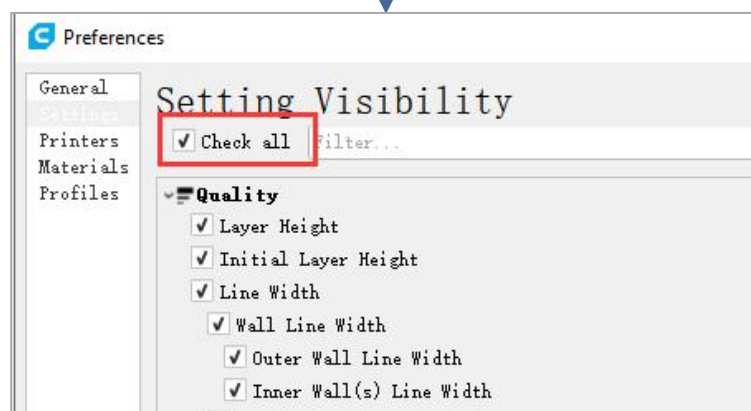 Preferences
General
Settings
Printers
Materials
Profiles
Setting Visibility
Check all
Filter...
Quality
Layer Height
Initial Layer Height
Line Width
Wall Line Width
Outer Wall Line Width
Inner Wall(s) Line Width